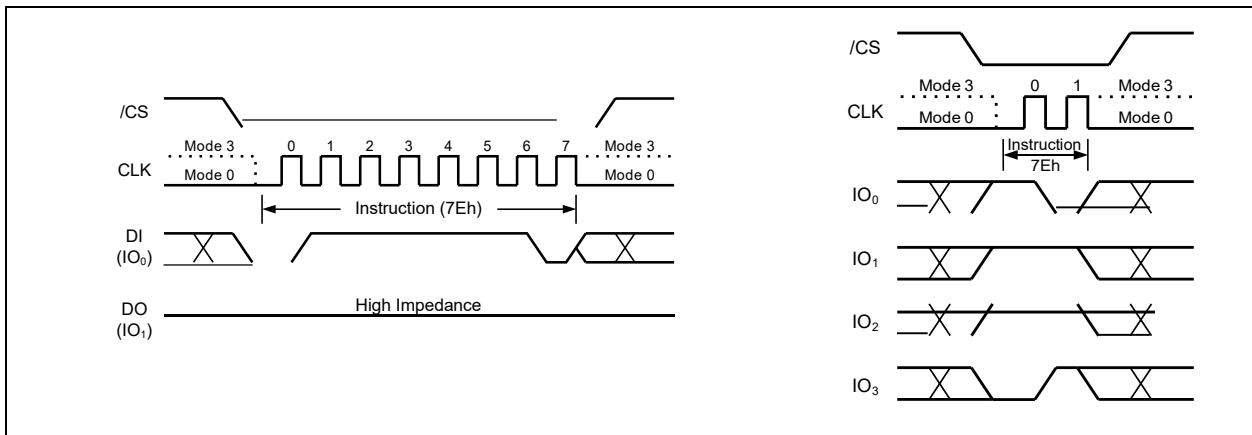 /CS
Mode 3 0 1 2 3 4 5 6 7 Mode 3
CLK
Mode 0 Mode 0
Instruction (7Eh)
DI
(IO₀)
High Impedance
DO
(IO₁)
/CS
Mode 3 0 1 Mode 3
CLK
Mode 0 Mode 0
Instruction
7Eh
IO₀
IO₁
IO₂
IO₃